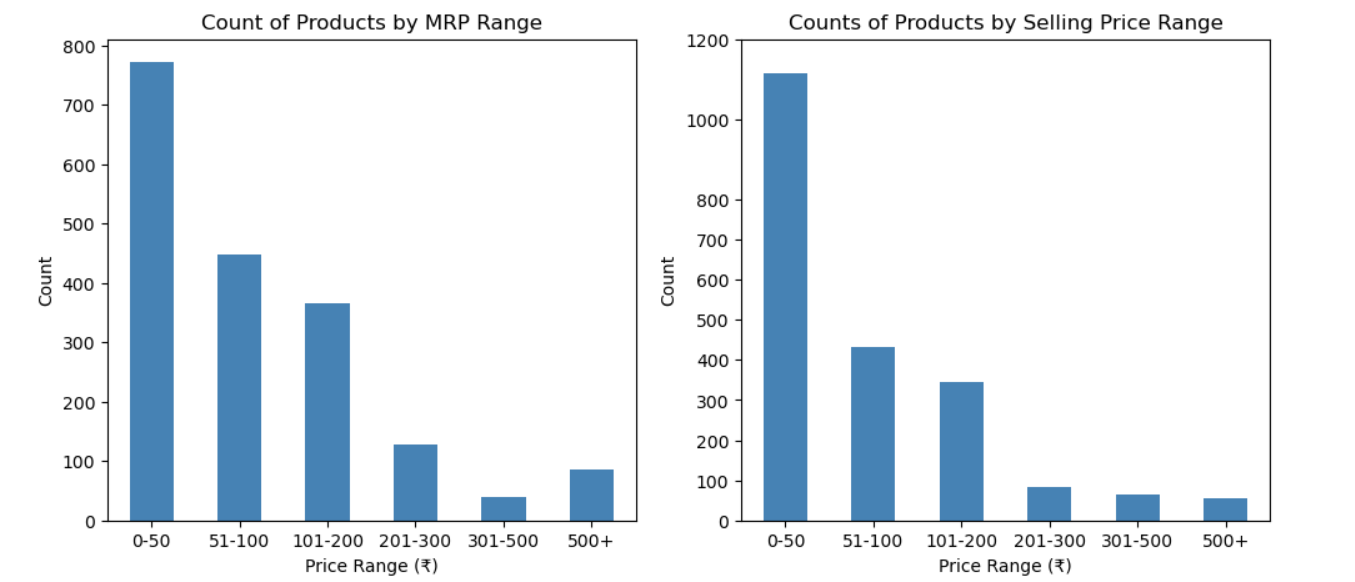 Count of Products by MRP Range
800
700
600
500
400
300
200
100
0
Count
0-50 51-100 101-200 201-300 301-500 500+
Price Range (₹)
Counts of Products by Selling Price Range
1200
1000
800
700
600
500
400
300
200
100
0
Count
0-50 51-100 101-200 201-300 301-500 500+
Price Range (₹)